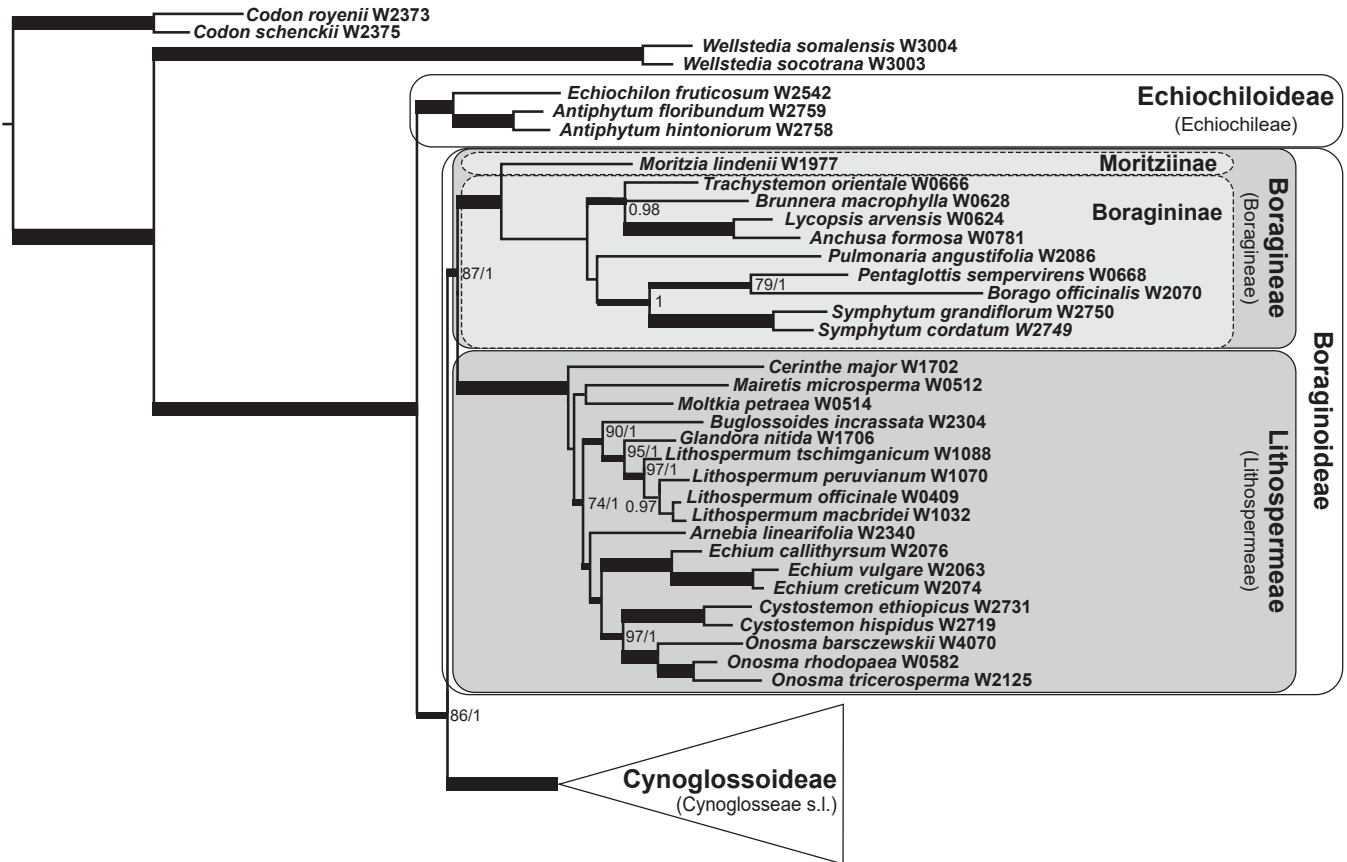 Codon royenii W2373
Codon schenckii W2375
Wellstedia somalensis W3004
Wellstedia socotrana W3003
Echiochilon fruticosum W2542
Antiphytum floribundum W2759
Antiphytum hintoniorum W2758
Echiochiloideae
(Echiochileae)
Moritzia lindenii W1977
Moritziinae
Trachystemon orientale W0666
Brunnera macrophylla W0628
0.98
Lycopsis arvensis W0624
Anchusa formosa W0781
Boragininae
Pulmonaria angustifolia W2086
Pentaglottis sempervirens W0668
79/1
Borago officinalis W2070
1
Symphytum grandiflorum W2750
Symphytum cordatum W2749
Boragineae
(Boragineae)
87/1
Boraginoideae
Cerinthe major W1702
Mairetis microsperma W0512
Moltkia petraea W0514
Buglossoides incrassata W2304
90/1
Glandora nitida W1706
95/1
Lithospermum tschimganicum W1088
97/1
Lithospermum peruvianum W1070
Lithospermum officinale W0409
74/1
0.97
Lithospermum macbridei W1032
Arnebia linearifolia W2340
Echium callithyrsum W2076
Echium vulgare W2063
Echium creticum W2074
Cystostemon ethiopicus W2731
Cystostemon hispidus W2719
97/1
Onosma barsczewskii W4070
Onosma rhodopaea W0582
Onosma tricerosperma W2125
Lithospermeae
(Lithospermeae)
86/1
Cynoglossoideae
(Cynoglosseae s.l.)